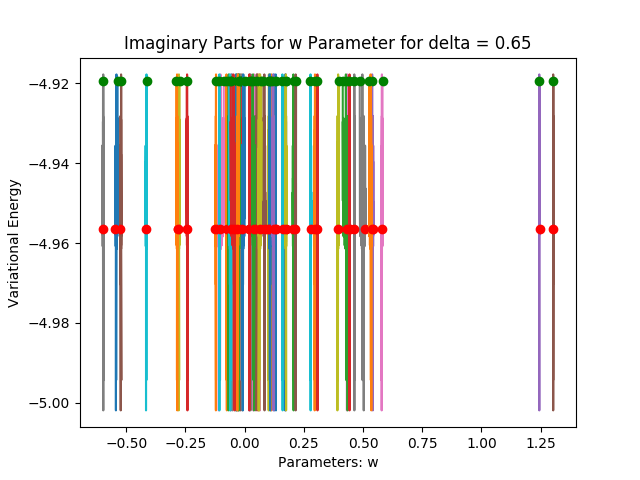 Imaginary Parts for w Parameter for delta = 0.65
Variational Energy
−4.92
−4.94
−4.96
−4.98
−5.00
−0.50 −0.25 0.00 0.25 0.50 0.75 1.00 1.25
Parameters: w